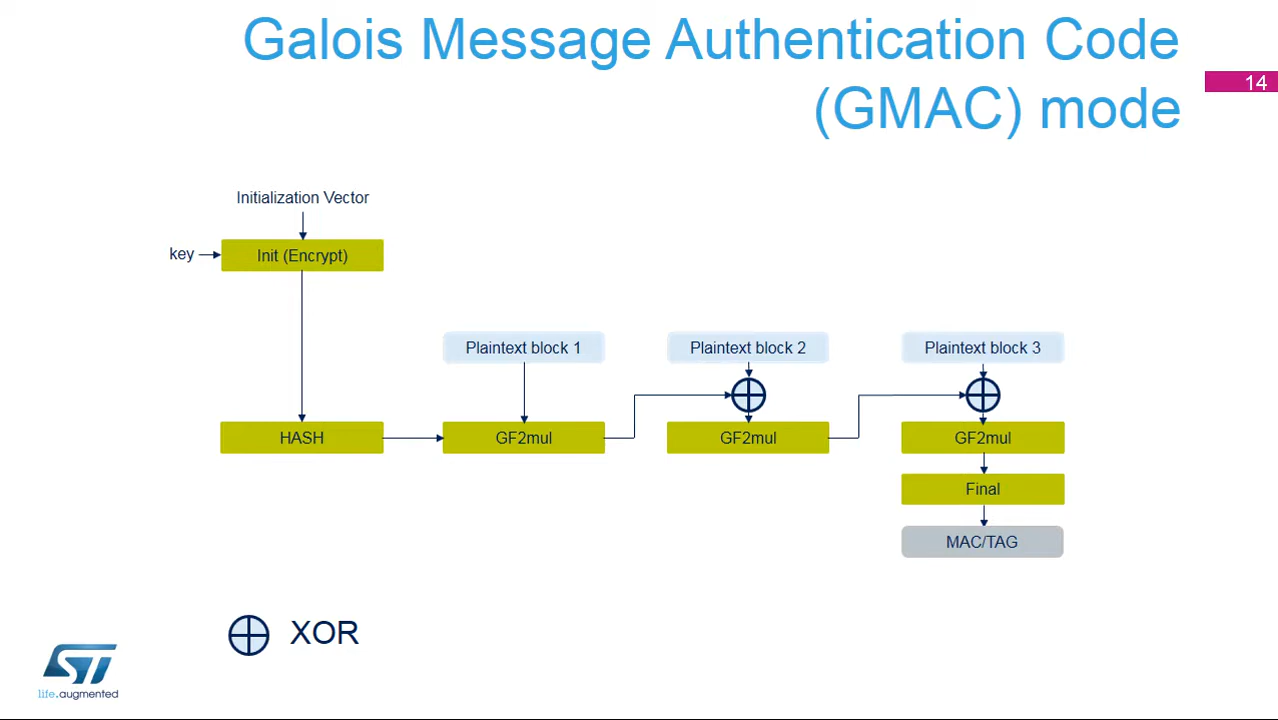 Galois Message Authentication Code
(GMAC) mode
14
Initialization Vector
key
Init (Encrypt)
Plaintext block 1
Plaintext block 2
Plaintext block 3
HASH
GF2mul
GF2mul
GF2mul
Final
MAC/TAG
XOR
ST
life.augmented